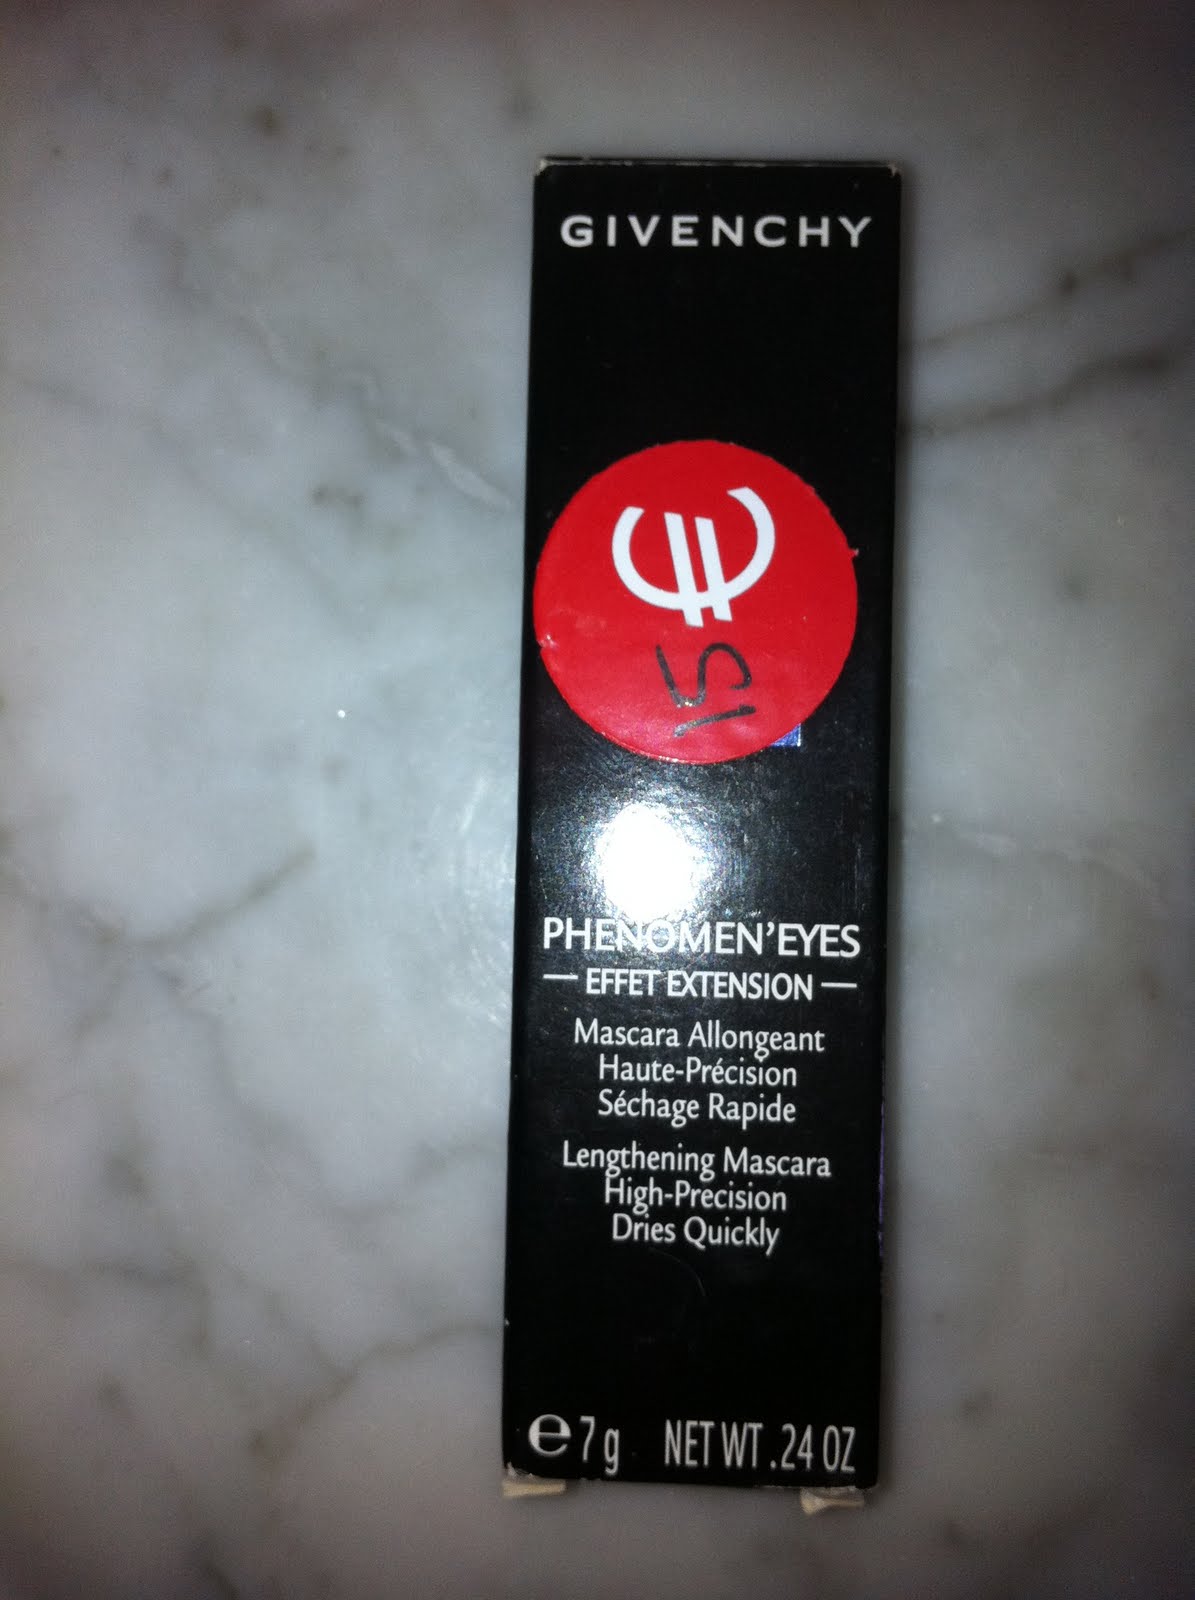 GIVENCHY
€
15
PHENOMEN'EYES
— EFFET EXTENSION —
Mascara Allongeant
Haute-Précision
Séchage Rapide
Lengthening Mascara
High-Precision
Dries Quickly
℮ 7 g NET WT .24 OZ